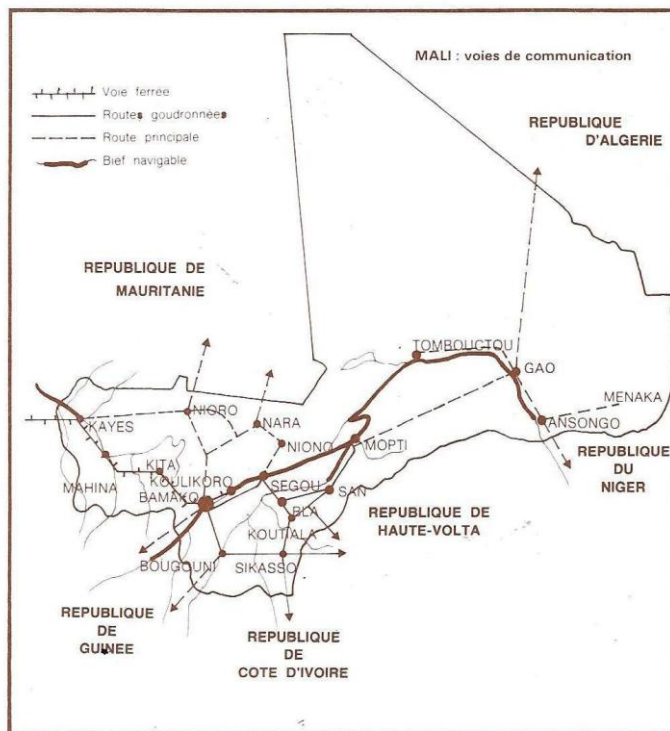 MALI : voies de communication
Voie ferrée
Routes goudronnées
Route principale
Bief navigable
REPUBLIQUE
D'ALGERIE
REPUBLIQUE DE
MAURITANIE
TOMBOUCTOU
GAO
MENAKA
ANSONGO
NIORO
NARA
KAYES
NIONO
MOPTI
REPUBLIQUE
DU
NIGER
KITA
MAHINA
KOULIKORO
BAMAKO
SEGOU
SAN
BLA
REPUBLIQUE DE
HAUTE-VOLTA
KOUTIALA
BOUGOUNI
SIKASSO
REPUBLIQUE
DE
GUINEE
REPUBLIQUE
DE
COTE D'IVOIRE